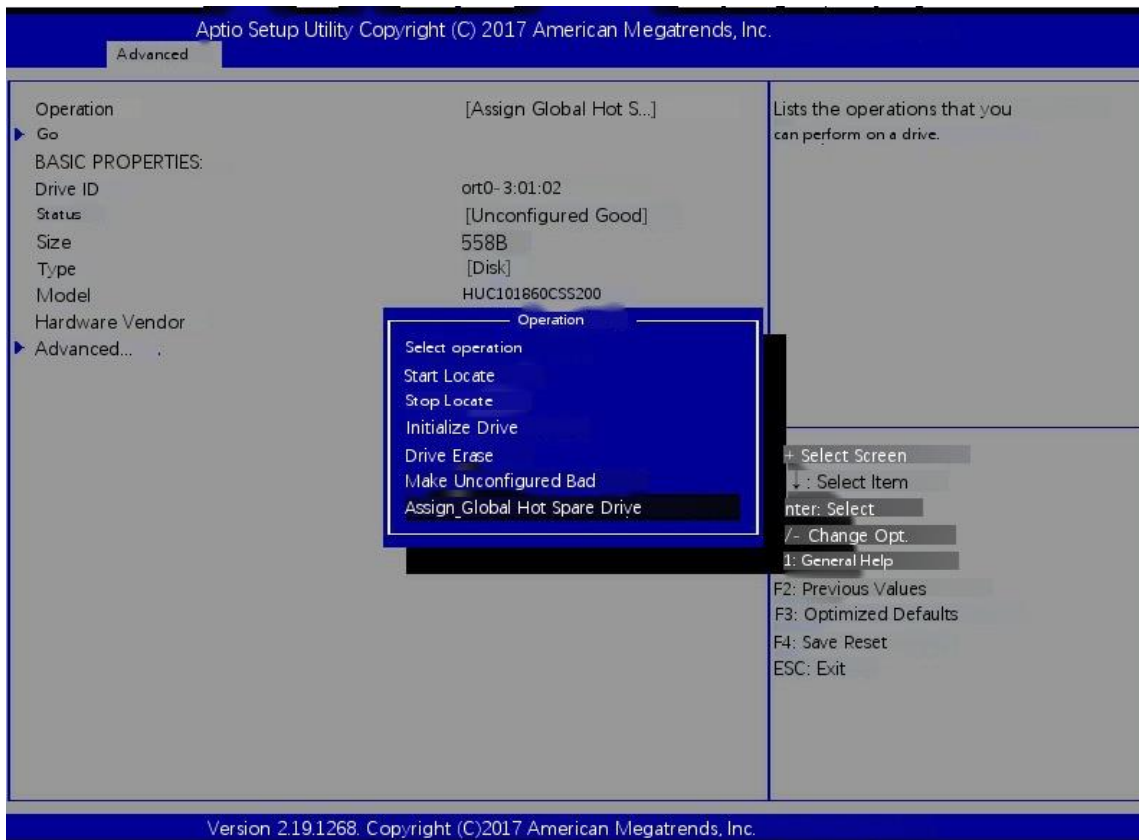 Aptio Setup Utility Copyright (C) 2017 American Megatrends, Inc.
Advanced
Operation [Assign Global Hot S...]
Go
BASIC PROPERTIES:
Drive ID ort0-3:01:02
Status [Unconfigured Good]
Size 558B
Type [Disk]
Model HUC101860CSS200
Hardware Vendor
Advanced... .
Operation
Select operation
Start Locate
Stop Locate
Initialize Drive
Drive Erase
Make Unconfigured Bad
Assign_Global Hot Spare Drive
Lists the operations that you
can perform on a drive.
+ Select Screen
↓ : Select Item
nter: Select
/- Change Opt.
1: General Help
F2: Previous Values
F3: Optimized Defaults
F4: Save Reset
ESC: Exit
Version 2.19.1268. Copyright (C)2017 American Megatrends, Inc.